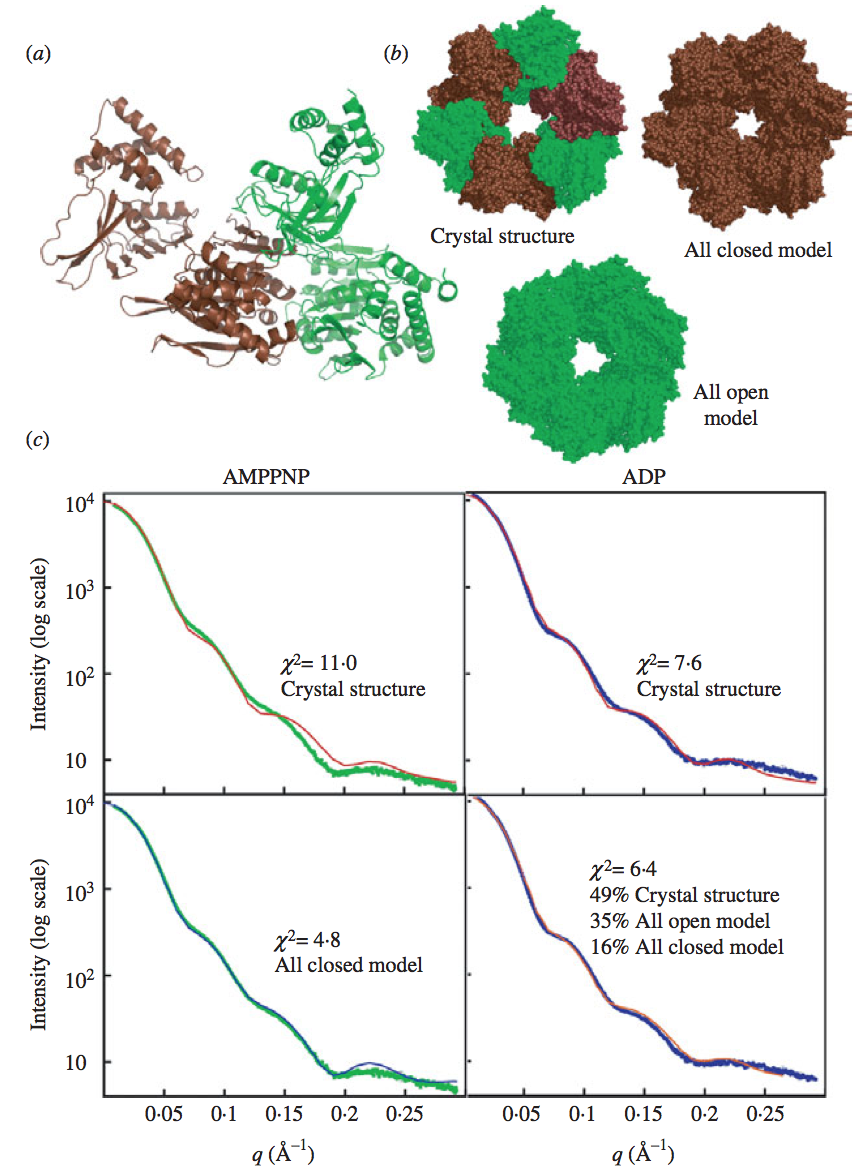 (a)
(b)
Crystal structure
All closed model
All open
model
(c)
AMPPNP
ADP
Intensity (log scale)
10⁴
10³
10²
10
χ²= 11·0
Crystal structure
χ²= 7·6
Crystal structure
Intensity (log scale)
10⁴
10³
10²
10
χ²= 4·8
All closed model
χ²= 6·4
49% Crystal structure
35% All open model
16% All closed model
0·05 0·1 0·15 0·2 0·25
0·05 0·1 0·15 0·2 0·25
q (Å⁻¹)
q (Å⁻¹)